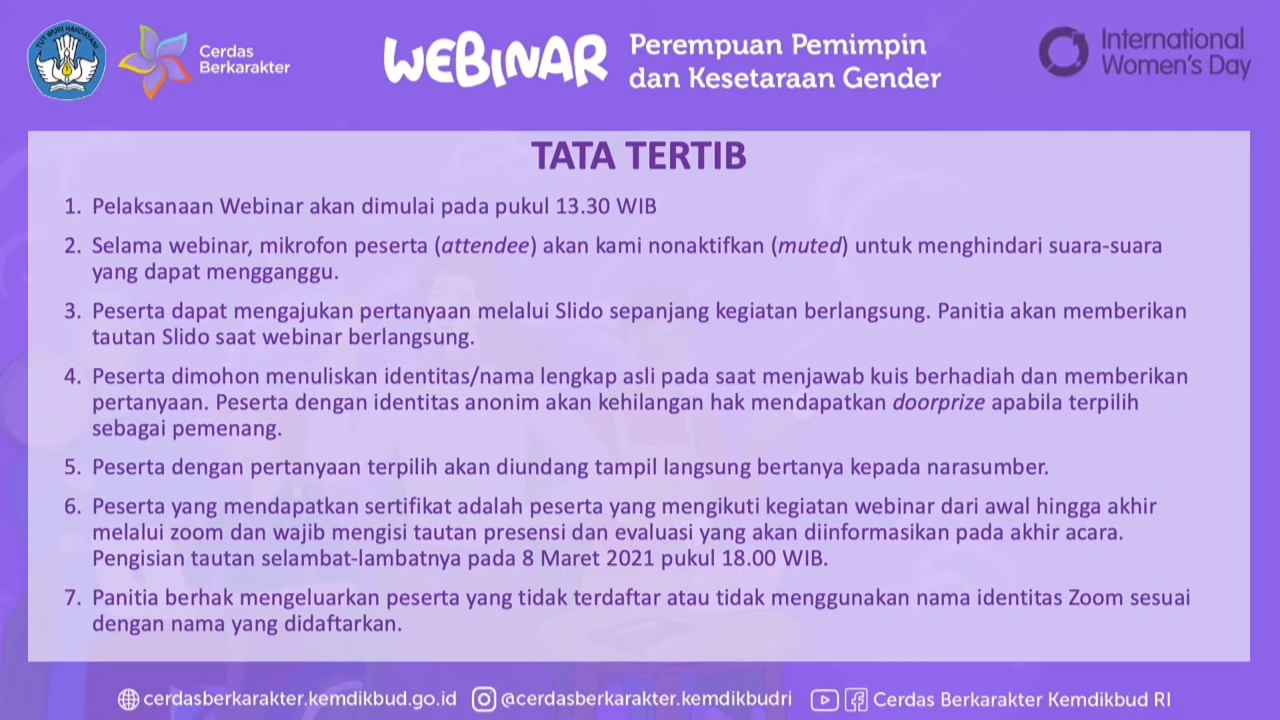 TUT WURI HANDAYANI
Cerdas
Berkarakter
WEBINAR
Perempuan Pemimpin
dan Kesetaraan Gender
International
Women's Day
TATA TERTIB
1. Pelaksanaan Webinar akan dimulai pada pukul 13.30 WIB
2. Selama webinar, mikrofon peserta (attendee) akan kami nonaktifkan (muted) untuk menghindari suara-suara
yang dapat mengganggu.
3. Peserta dapat mengajukan pertanyaan melalui Slido sepanjang kegiatan berlangsung. Panitia akan memberikan
tautan Slido saat webinar berlangsung.
4. Peserta dimohon menuliskan identitas/nama lengkap asli pada saat menjawab kuis berhadiah dan memberikan
pertanyaan. Peserta dengan identitas anonim akan kehilangan hak mendapatkan doorprize apabila terpilih
sebagai pemenang.
5. Peserta dengan pertanyaan terpilih akan diundang tampil langsung bertanya kepada narasumber.
6. Peserta yang mendapatkan sertifikat adalah peserta yang mengikuti kegiatan webinar dari awal hingga akhir
melalui zoom dan wajib mengisi tautan presensi dan evaluasi yang akan diinformasikan pada akhir acara.
Pengisian tautan selambat-lambatnya pada 8 Maret 2021 pukul 18.00 WIB.
7. Panitia berhak mengeluarkan peserta yang tidak terdaftar atau tidak menggunakan nama identitas Zoom sesuai
dengan nama yang didaftarkan.
cerdasberkarakter.kemdikbud.go.id
@cerdasberkarakter.kemdikbudri
Cerdas Berkarakter Kemdikbud RI